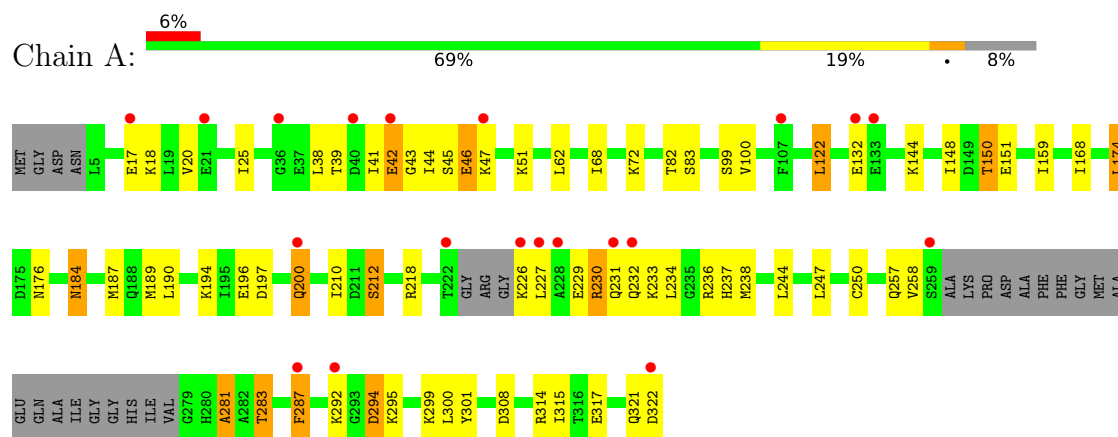 6%
Chain A:
69% 19% • 8%
MET GLY ASP ASN L5 E17 K18 L19 V20 E21 I25 G36 E37 L38 T39 D40 I41 E42 G43 I44 S45 E46 K47 K51 L62 I68 K72 T82 S83 S99 V100 F107 L122 E132 E133 K144 I148 D149 T150 E151 I159 I168 L174
D175 N176 N184 M187 Q188 M189 L190 K194 I195 E196 D197 Q200 I210 D211 S212 R218 T222 GLY ARG GLY K226 L227 A228 E229 R230 Q231 Q232 K233 L234 G235 R236 H237 M238 L244 L247 C250 Q257 V258 S259 ALA LYS PRO ASP ALA PHE PHE GLY MET ALA
GLU GLN ALA ILE GLY GLY HIS ILE VAL G279 H280 A281 A282 T283 F287 K292 G293 D294 K295 K299 L300 Y301 D308 R314 I315 T316 E317 Q321 D322